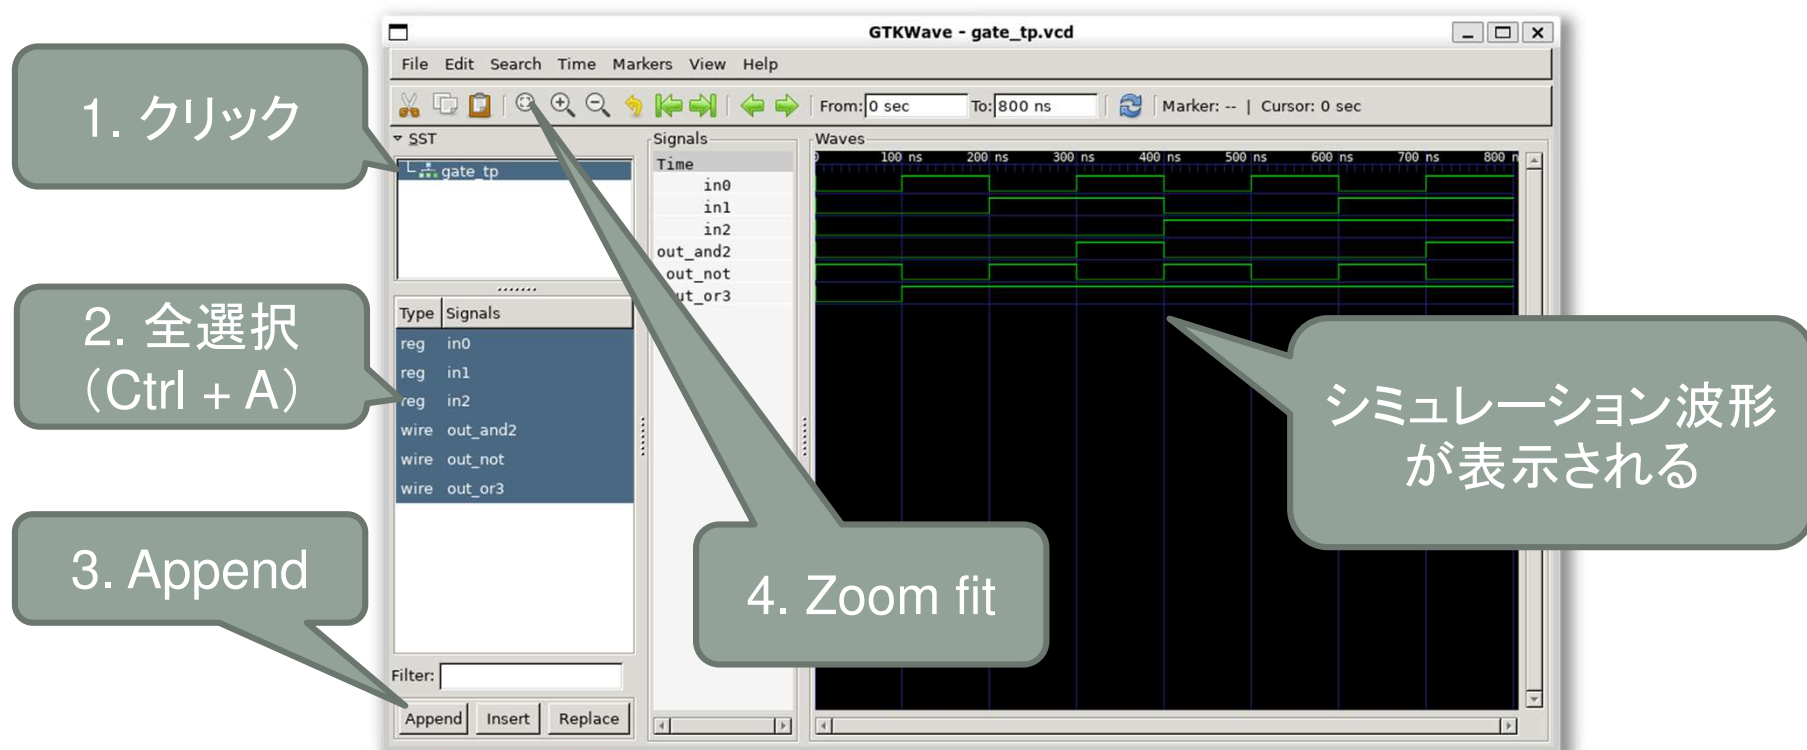 GTKWave - gate_tp.vcd
File Edit Search Time Markers View Help
From: 0 sec To: 800 ns Marker: -- | Cursor: 0 sec
1. クリック
SST
gate_tp
Signals
Time
in0
in1
in2
out_and2
out_not
ut_or3
Waves
0 100 ns 200 ns 300 ns 400 ns 500 ns 600 ns 700 ns 800 n
2. 全選択
（Ctrl + A）
Type Signals
reg in0
reg in1
reg in2
wire out_and2
wire out_not
wire out_or3
シミュレーション波形
が表示される
3. Append
4. Zoom fit
Filter:
Append Insert Replace